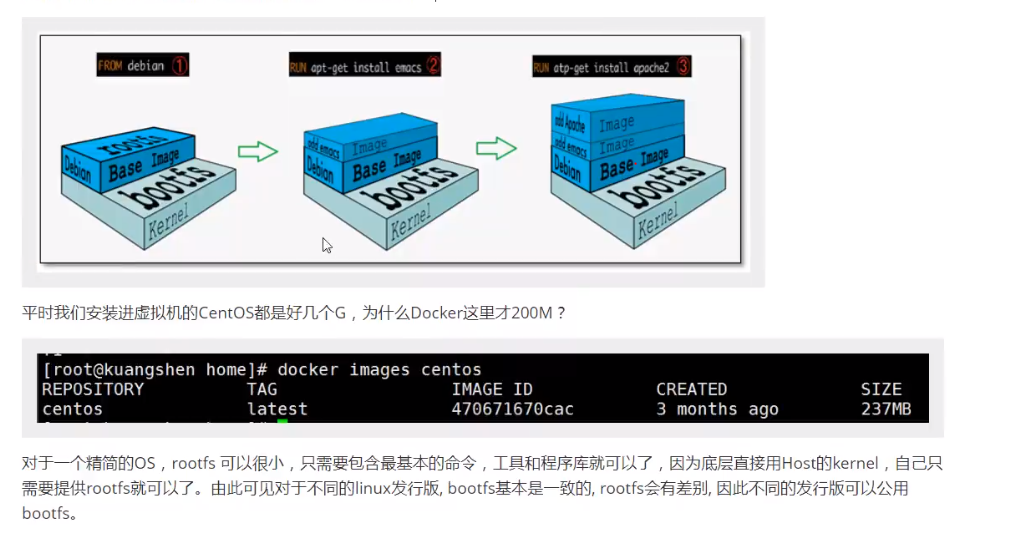 FROM debian ①
RUN apt-get install emacs ②
RUN atp-get install apache2 ③
rootfs
Debian
Base Image
bootfs
Kernel
add emacs
Image
Debian
Base Image
bootfs
Kernel
add Apache
Image
add emacs
Image
Debian
Base Image
bootfs
Kernel
平时我们安装进虚拟机的CentOS都是好几个G，为什么Docker这里才200M？
[root@kuangshen home]# docker images centos
REPOSITORY TAG IMAGE ID CREATED SIZE
centos latest 470671670cac 3 months ago 237MB
对于一个精简的OS，rootfs 可以很小，只需要包含最基本的命令，工具和程序库就可以了，因为底层直接用Host的kernel，自己只
需要提供rootfs就可以了。由此可见对于不同的linux发行版, bootfs基本是一致的, rootfs会有差别, 因此不同的发行版可以公用
bootfs。